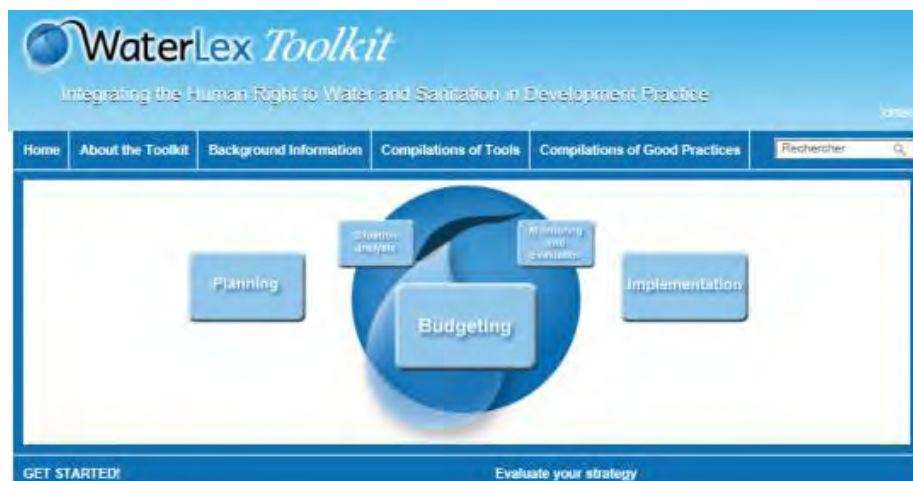 WaterLex Toolkit
Integrating the Human Right to Water and Sanitation in Development Practice
Home About the Toolkit Background Information Compilations of Tools Compilations of Good Practices Rechercher
Situation
analysis
Monitoring
and
Evaluation
Planning
Implementation
Budgeting
GET STARTED! Evaluate your strategy